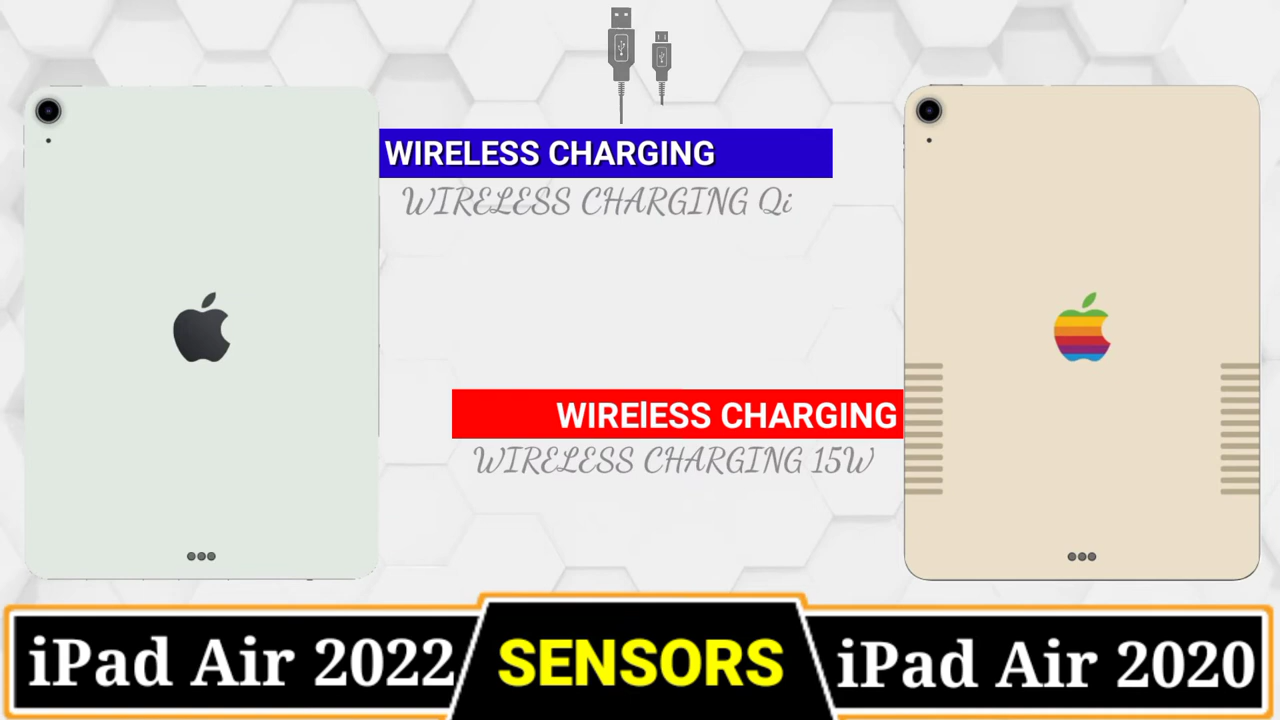 WIRELESS CHARGING
WIRELESS CHARGING Qi
WIRElESS CHARGING
WIRELESS CHARGING 15W
iPad Air 2022
SENSORS
iPad Air 2020